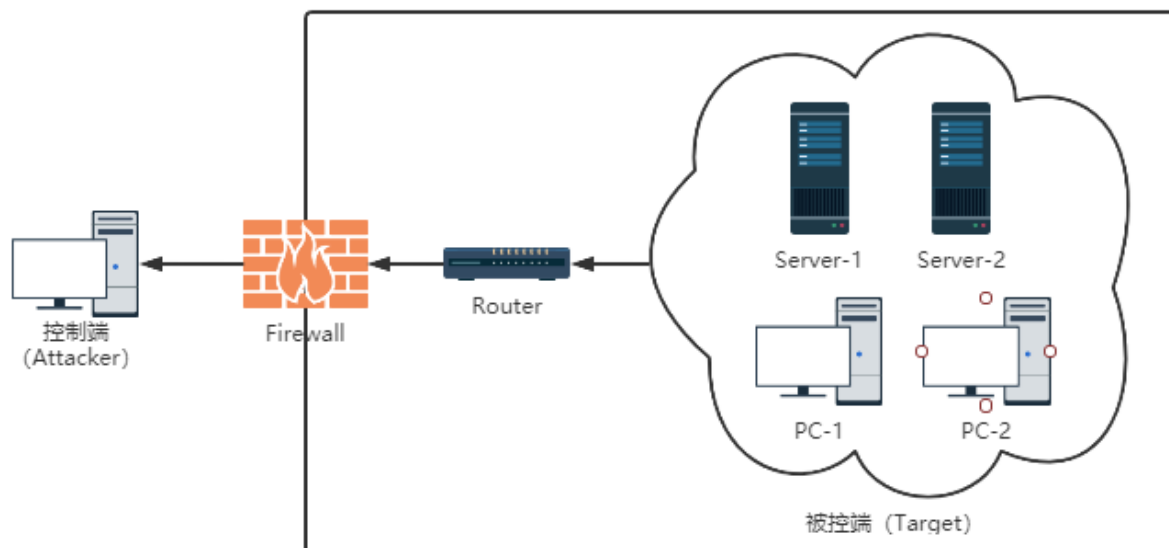 Server-1
Server-2
Router
控制端
(Attacker)
Firewall
PC-1
PC-2
被控端 (Target)